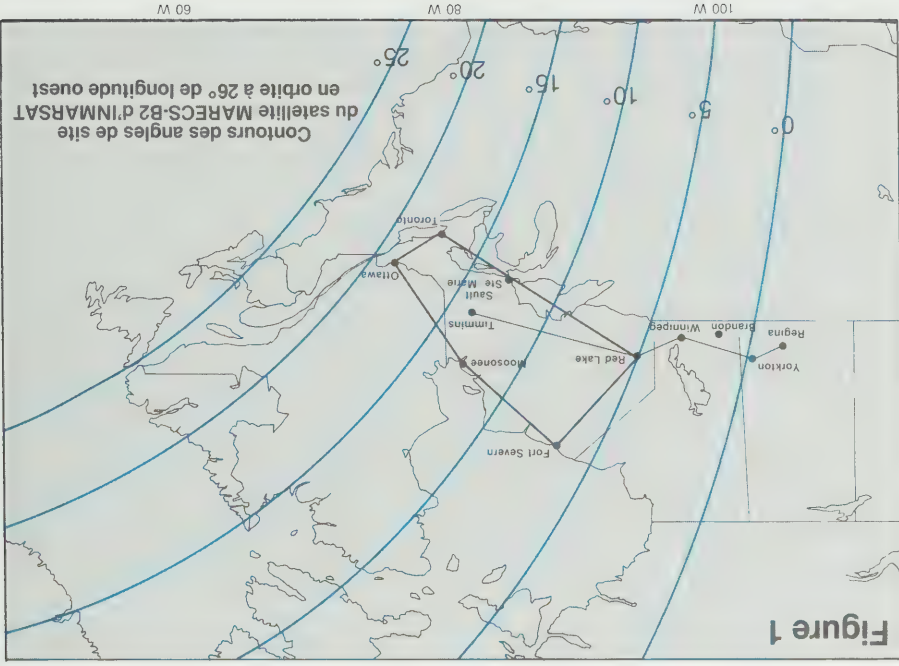 Figure 1
Fort Severn
Moosonee
Red Lake
Yorkton
Regina
Brandon
Winnipeg
Timmins
Sault
Ste Marie
Ottawa
Toronto
0°
5°
10°
15°
20°
25°
Contours des angles de site
du satellite MARECS-B2 d'INMARSAT
en orbite à 26° de longitude ouest
100 W
80 W
60 W